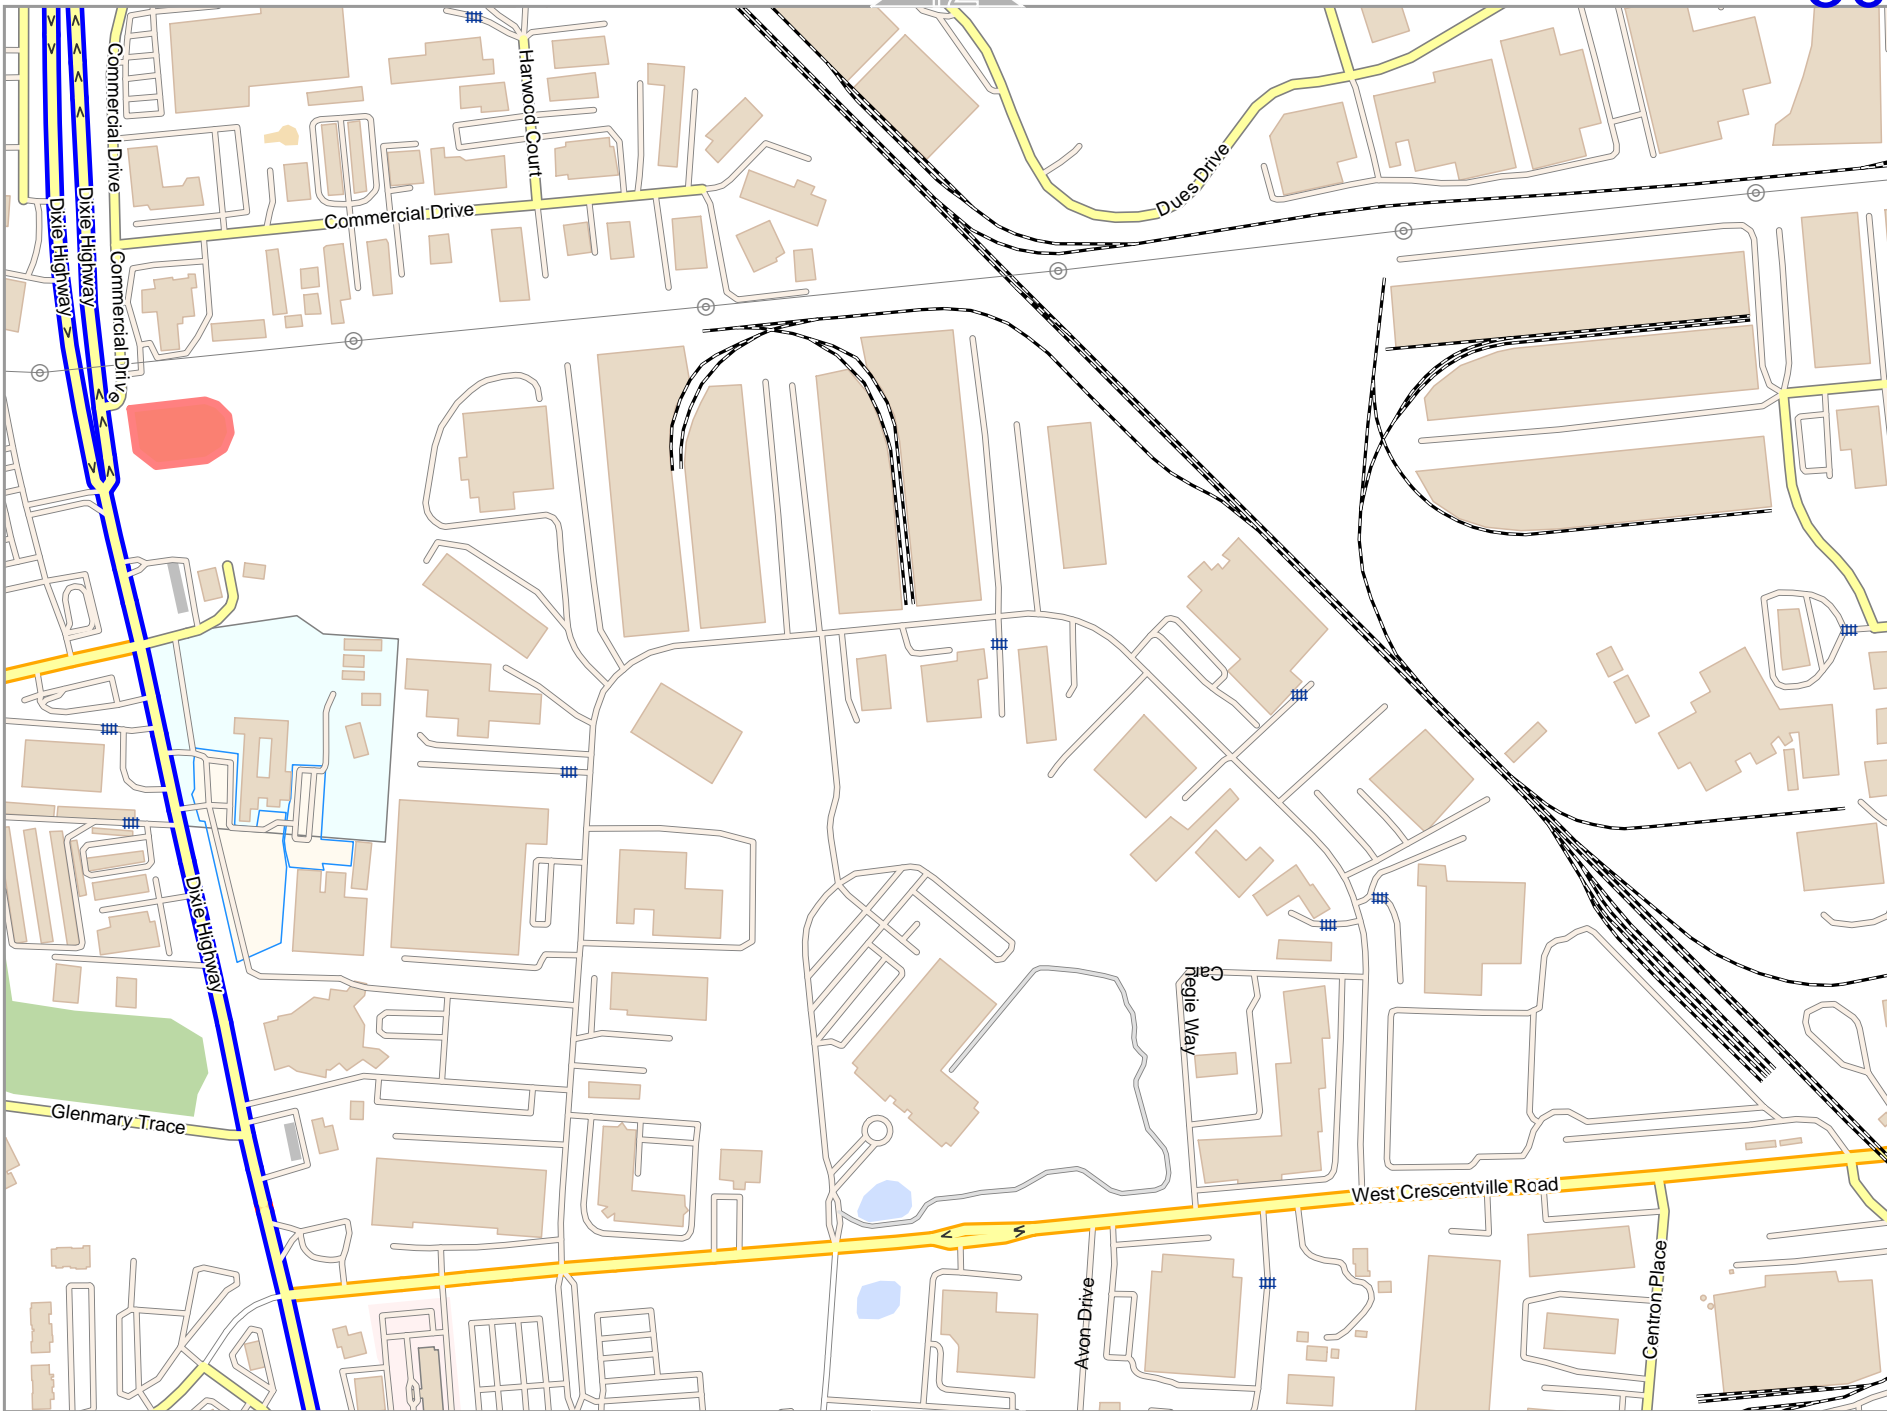 Commercial Drive
Harwood Court
Dixie Highway
Dixie Highway
Commercial Drive
Dues Drive
Commercial Drive
Dixie Highway
Carnegie Way
Glenmary Trace
West Crescentville Road
Centron Place
Avon Drive